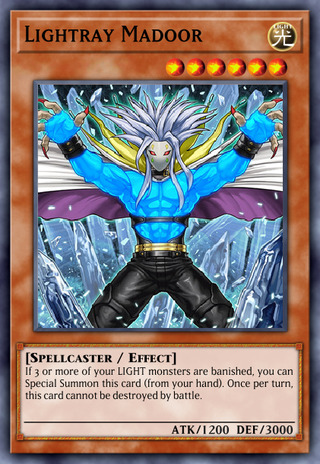 Lightray Madoor
LIGHT
光
[Spellcaster / Effect]
If 3 or more of your LIGHT monsters are banished, you can
Special Summon this card (from your hand). Once per turn,
this card cannot be destroyed by battle.
ATK/1200 DEF/3000